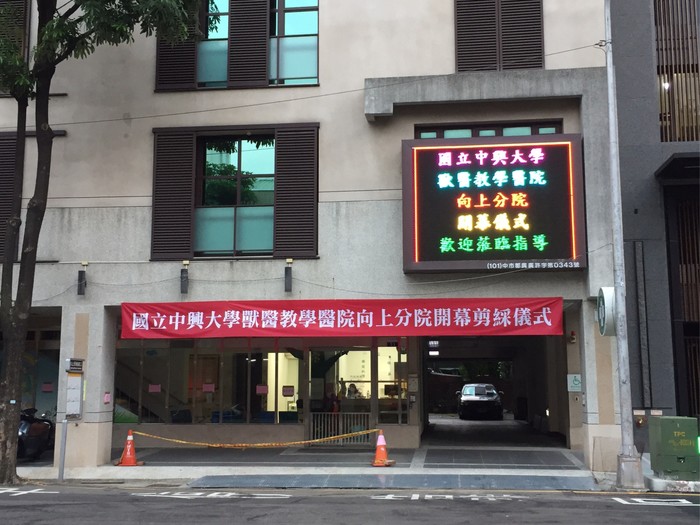 國立中興大學
獸醫教學醫院
向上分院
開幕儀式
歡迎蒞臨指導
國立中興大學獸醫教學醫院向上分院開幕剪綵儀式